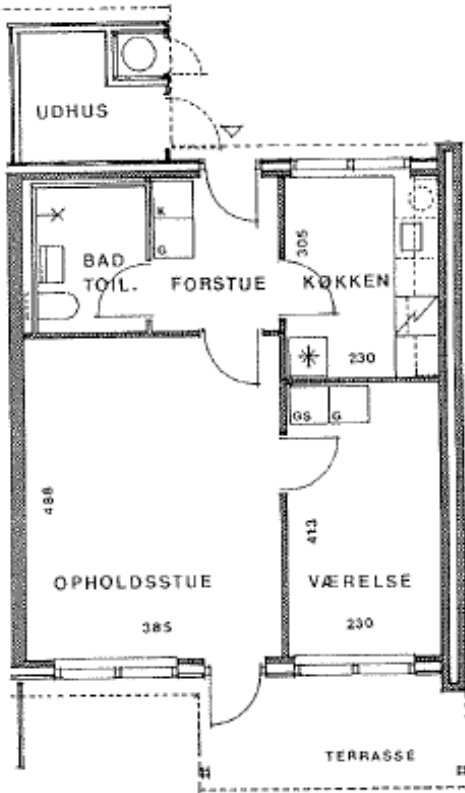 UDHUS
K
G
BAD
TOIL.
FORSTUE
305
KØKKEN
230
GS
G
488
413
OPHOLDSSTUE
VÆRELSE
385
230
TERRASSE